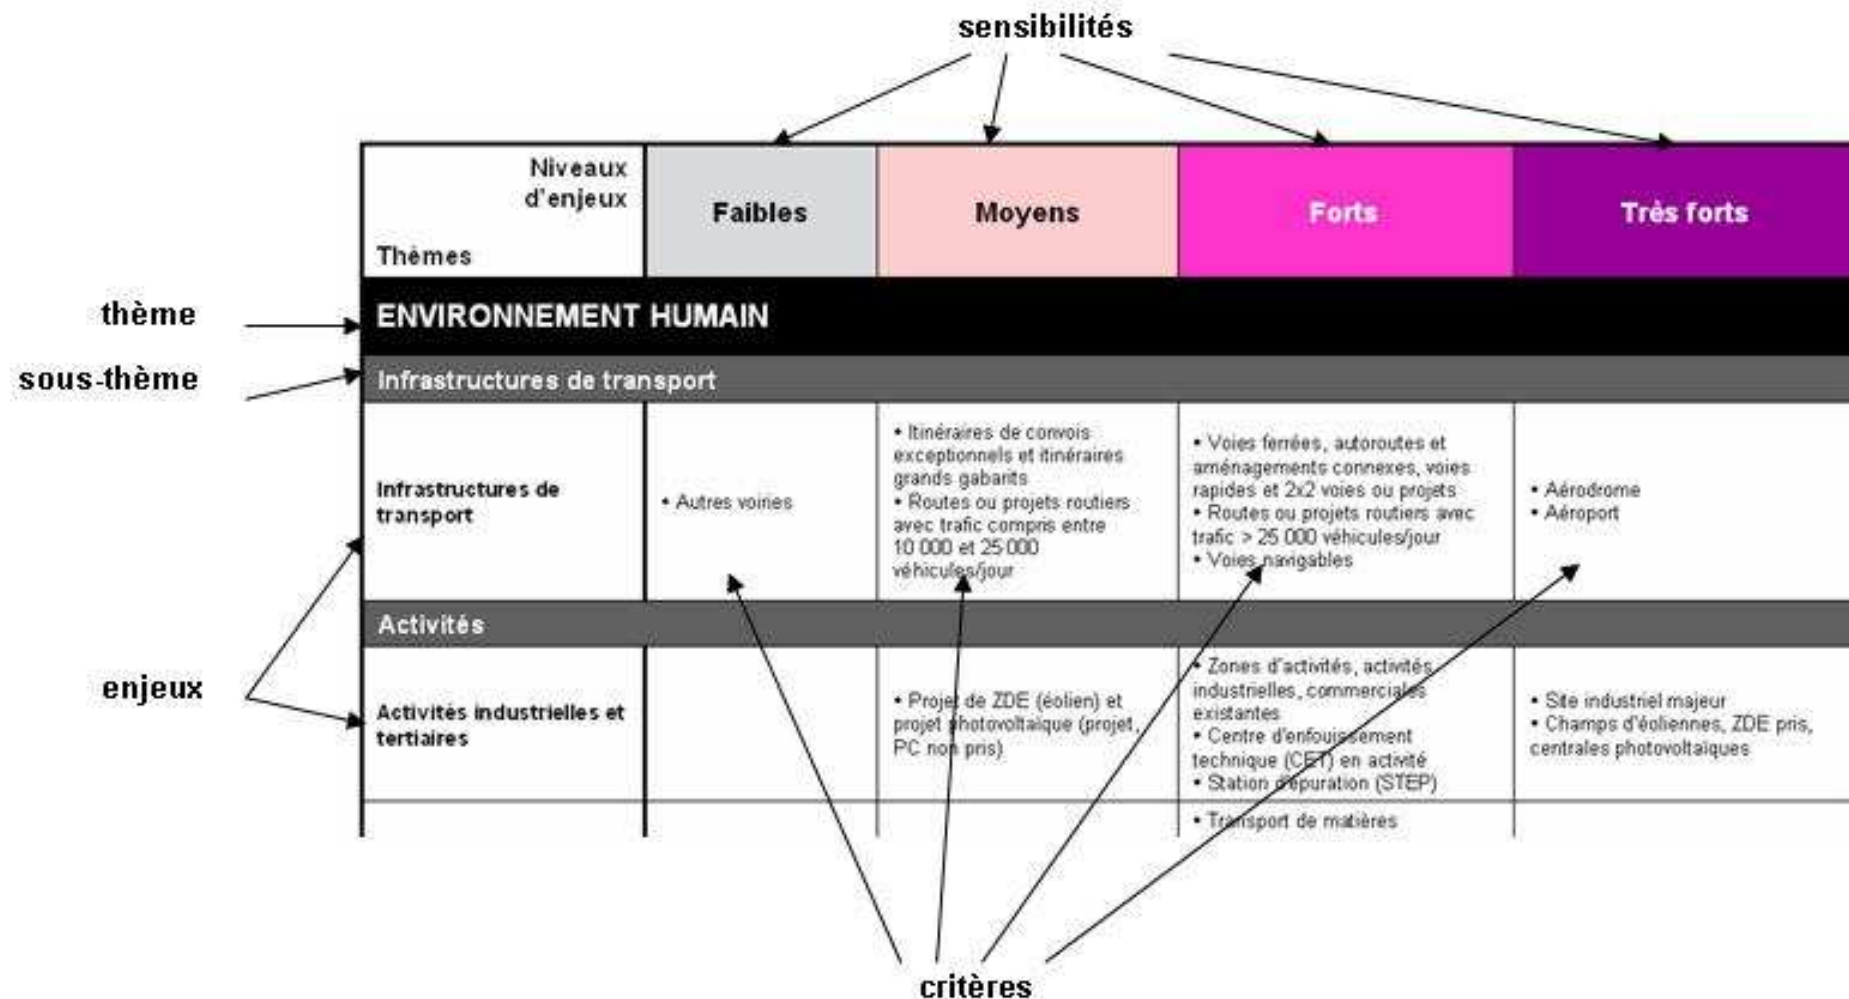 sensibilités
Niveaux
d'enjeux
Thèmes
Faibles
Moyens
Forts
Très forts
thème
ENVIRONNEMENT HUMAIN
sous-thème
Infrastructures de transport
Infrastructures de
transport
• Autres voiries
• Itinéraires de convois
exceptionnels et itinéraires
grands gabarits
• Routes ou projets routiers
avec trafic compris entre
10 000 et 25 000
véhicules/jour
• Voies ferrées, autoroutes et
aménagements connexes, voies
rapides et 2x2 voies ou projets
• Routes ou projets routiers avec
trafic > 25 000 véhicules/jour
• Voies navigables
• Aérodrome
• Aéroport
Activités
enjeux
Activités industrielles et
tertiaires
• Projet de ZDE (éolien) et
projet photovoltaïque (projet,
PC non pris)
• Zones d'activités, activités
industrielles, commerciales
existantes
• Centre d'enfouissement
technique (CET) en activité
• Station d'épuration (STEP)
• Site industriel majeur
• Champs d'éoliennes, ZDE pris,
centrales photovoltaïques
• Transport de matières
critères